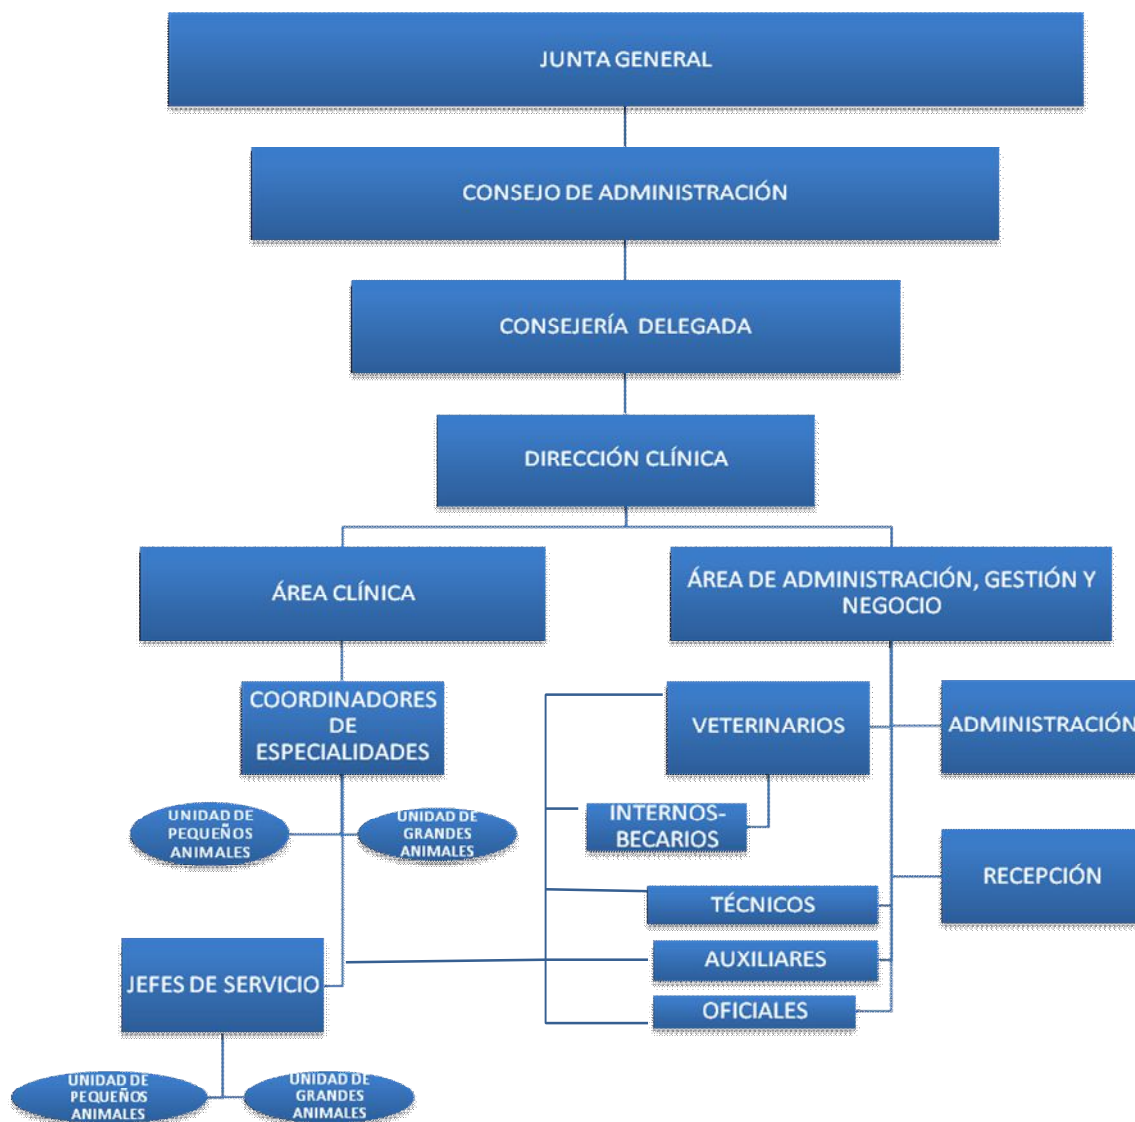 JUNTA GENERAL
CONSEJO DE ADMINISTRACIÓN
CONSEJERÍA DELEGADA
DIRECCIÓN CLÍNICA
ÁREA CLÍNICA
ÁREA DE ADMINISTRACIÓN, GESTIÓN Y
NEGOCIO
COORDINADORES
DE
ESPECIALIDADES
VETERINARIOS
ADMINISTRACIÓN
UNIDAD DE
PEQUEÑOS
ANIMALES
UNIDAD DE
GRANDES
ANIMALES
INTERNOS-
BECARIOS
RECEPCIÓN
TÉCNICOS
AUXILIARES
OFICIALES
JEFES DE SERVICIO
UNIDAD DE
PEQUEÑOS
ANIMALES
UNIDAD DE
GRANDES
ANIMALES